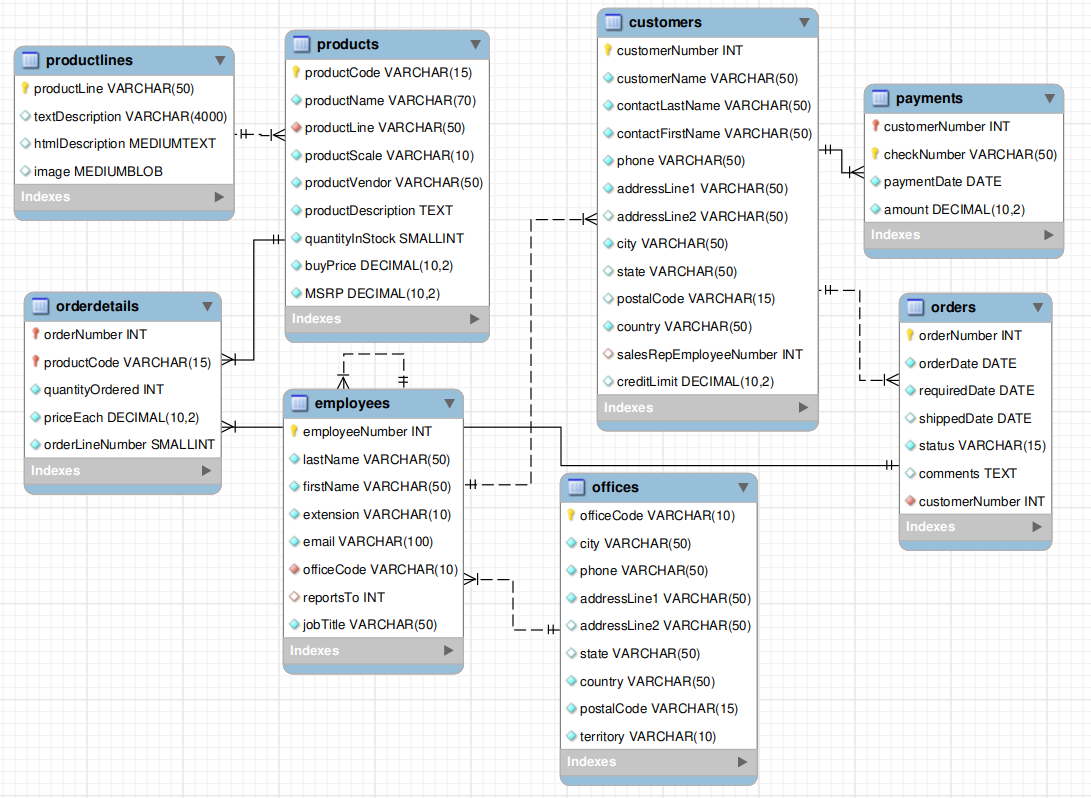 productlines
productLine VARCHAR(50)
textDescription VARCHAR(4000)
htmlDescription MEDIUMTEXT
image MEDIUMBLOB
Indexes
products
productCode VARCHAR(15)
productName VARCHAR(70)
productLine VARCHAR(50)
productScale VARCHAR(10)
productVendor VARCHAR(50)
productDescription TEXT
quantityInStock SMALLINT
buyPrice DECIMAL(10,2)
MSRP DECIMAL(10,2)
Indexes
customers
customerNumber INT
customerName VARCHAR(50)
contactLastName VARCHAR(50)
contactFirstName VARCHAR(50)
phone VARCHAR(50)
addressLine1 VARCHAR(50)
addressLine2 VARCHAR(50)
city VARCHAR(50)
state VARCHAR(50)
postalCode VARCHAR(15)
country VARCHAR(50)
salesRepEmployeeNumber INT
creditLimit DECIMAL(10,2)
Indexes
payments
customerNumber INT
checkNumber VARCHAR(50)
paymentDate DATE
amount DECIMAL(10,2)
Indexes
orderdetails
orderNumber INT
productCode VARCHAR(15)
quantityOrdered INT
priceEach DECIMAL(10,2)
orderLineNumber SMALLINT
Indexes
employees
employeeNumber INT
lastName VARCHAR(50)
firstName VARCHAR(50)
extension VARCHAR(10)
email VARCHAR(100)
officeCode VARCHAR(10)
reportsTo INT
jobTitle VARCHAR(50)
Indexes
offices
officeCode VARCHAR(10)
city VARCHAR(50)
phone VARCHAR(50)
addressLine1 VARCHAR(50)
addressLine2 VARCHAR(50)
state VARCHAR(50)
country VARCHAR(50)
postalCode VARCHAR(15)
territory VARCHAR(10)
Indexes
orders
orderNumber INT
orderDate DATE
requiredDate DATE
shippedDate DATE
status VARCHAR(15)
comments TEXT
customerNumber INT
Indexes